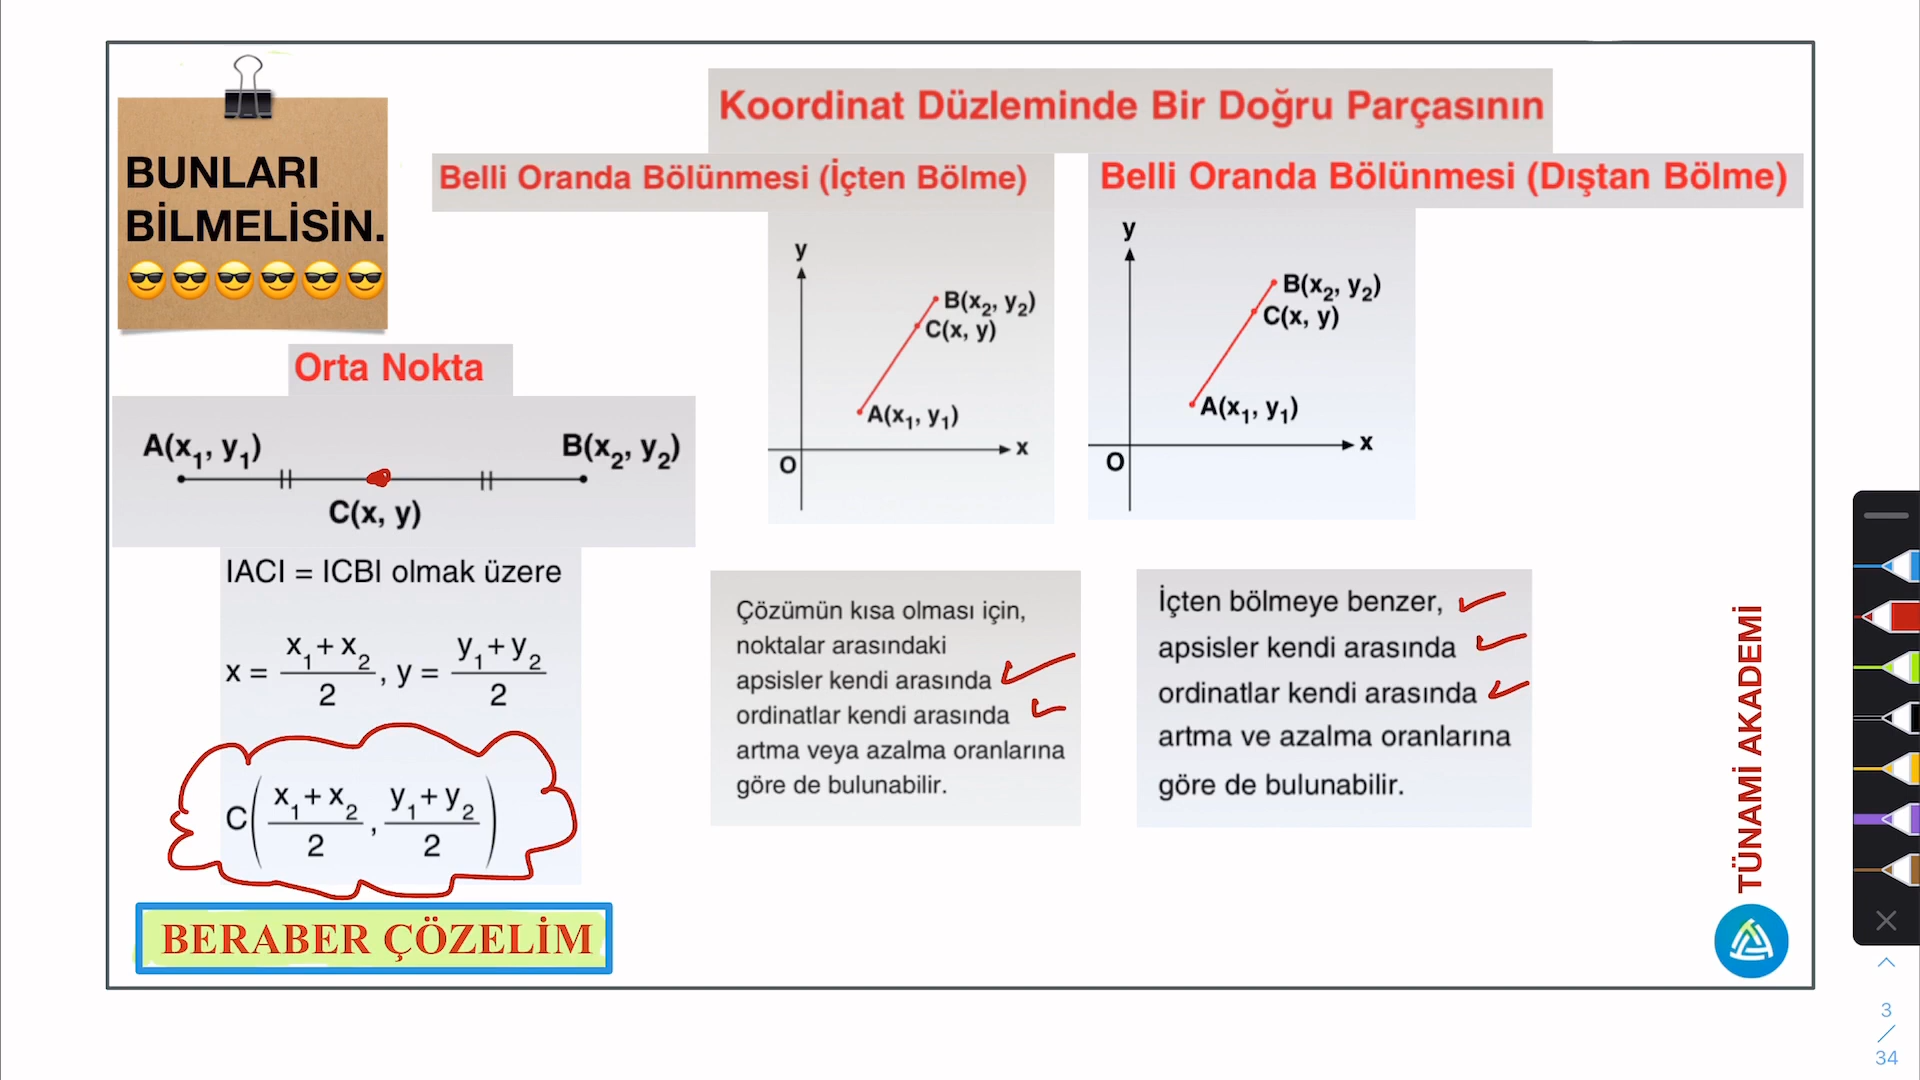 BUNLARI
BİLMELİSİN.
Koordinat Düzleminde Bir Doğru Parçasının
Belli Oranda Bölünmesi (İçten Bölme)
Belli Oranda Bölünmesi (Dıştan Bölme)
Orta Nokta
A(x₁, y₁)
B(x₂, y₂)
C(x, y)
IACI = ICBI olmak üzere
x = x₁+x₂/2, y = y₁+y₂/2
C(x₁+x₂/2, y₁+y₂/2)
BERABER ÇÖZELİM
y
B(x₂, y₂)
C(x, y)
A(x₁, y₁)
x
O
Çözümün kısa olması için,
noktalar arasındaki
apsisler kendi arasında
ordinatlar kendi arasında
artma veya azalma oranlarına
göre de bulunabilir.
y
B(x₂, y₂)
C(x, y)
A(x₁, y₁)
x
O
İçten bölmeye benzer,
apsisler kendi arasında
ordinatlar kendi arasında
artma ve azalma oranlarına
göre de bulunabilir.
TÜNAMİ AKADEMİ
3
/
34